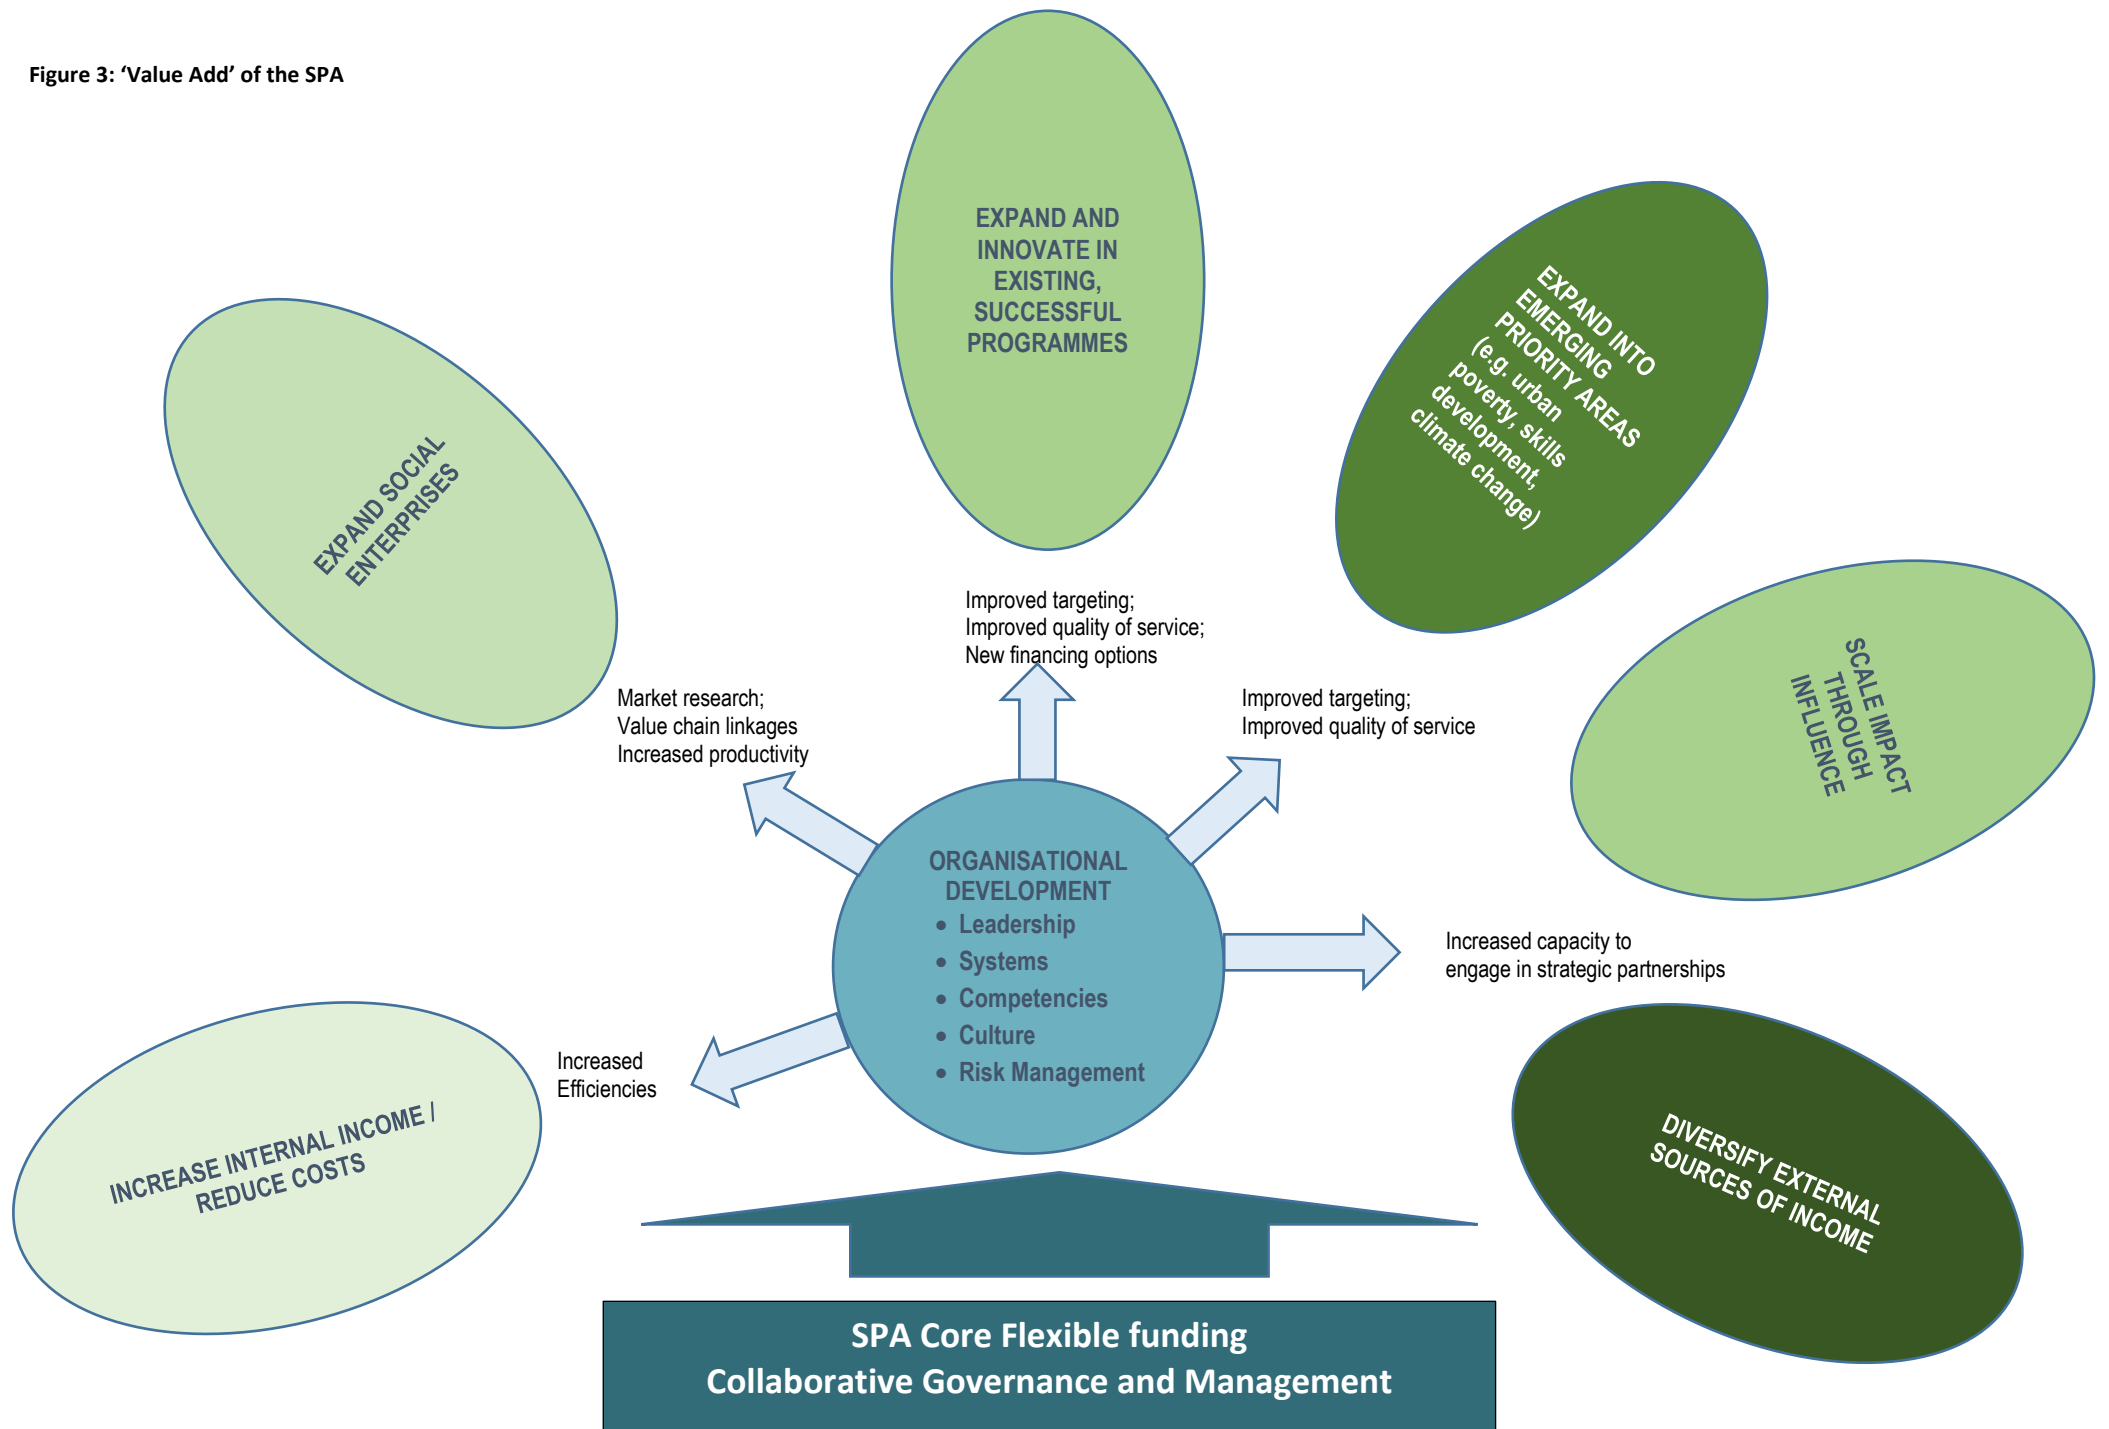 Figure 3: ‘Value Add’ of the SPA
EXPAND AND
INNOVATE IN
EXISTING,
SUCCESSFUL
PROGRAMMES
EXPAND INTO
EMERGING
PRIORITY AREAS
(e.g. urban
poverty, skills
development,
climate change)
EXPAND SOCIAL
ENTERPRISES
SCALE IMPACT
THROUGH
INFLUENCE
Improved targeting;
Improved quality of service;
New financing options
Market research;
Value chain linkages
Increased productivity
Improved targeting;
Improved quality of service
ORGANISATIONAL
DEVELOPMENT
• Leadership
• Systems
• Competencies
• Culture
• Risk Management
Increased capacity to
engage in strategic partnerships
Increased
Efficiencies
INCREASE INTERNAL INCOME /
REDUCE COSTS
DIVERSIFY EXTERNAL
SOURCES OF INCOME
SPA Core Flexible funding
Collaborative Governance and Management